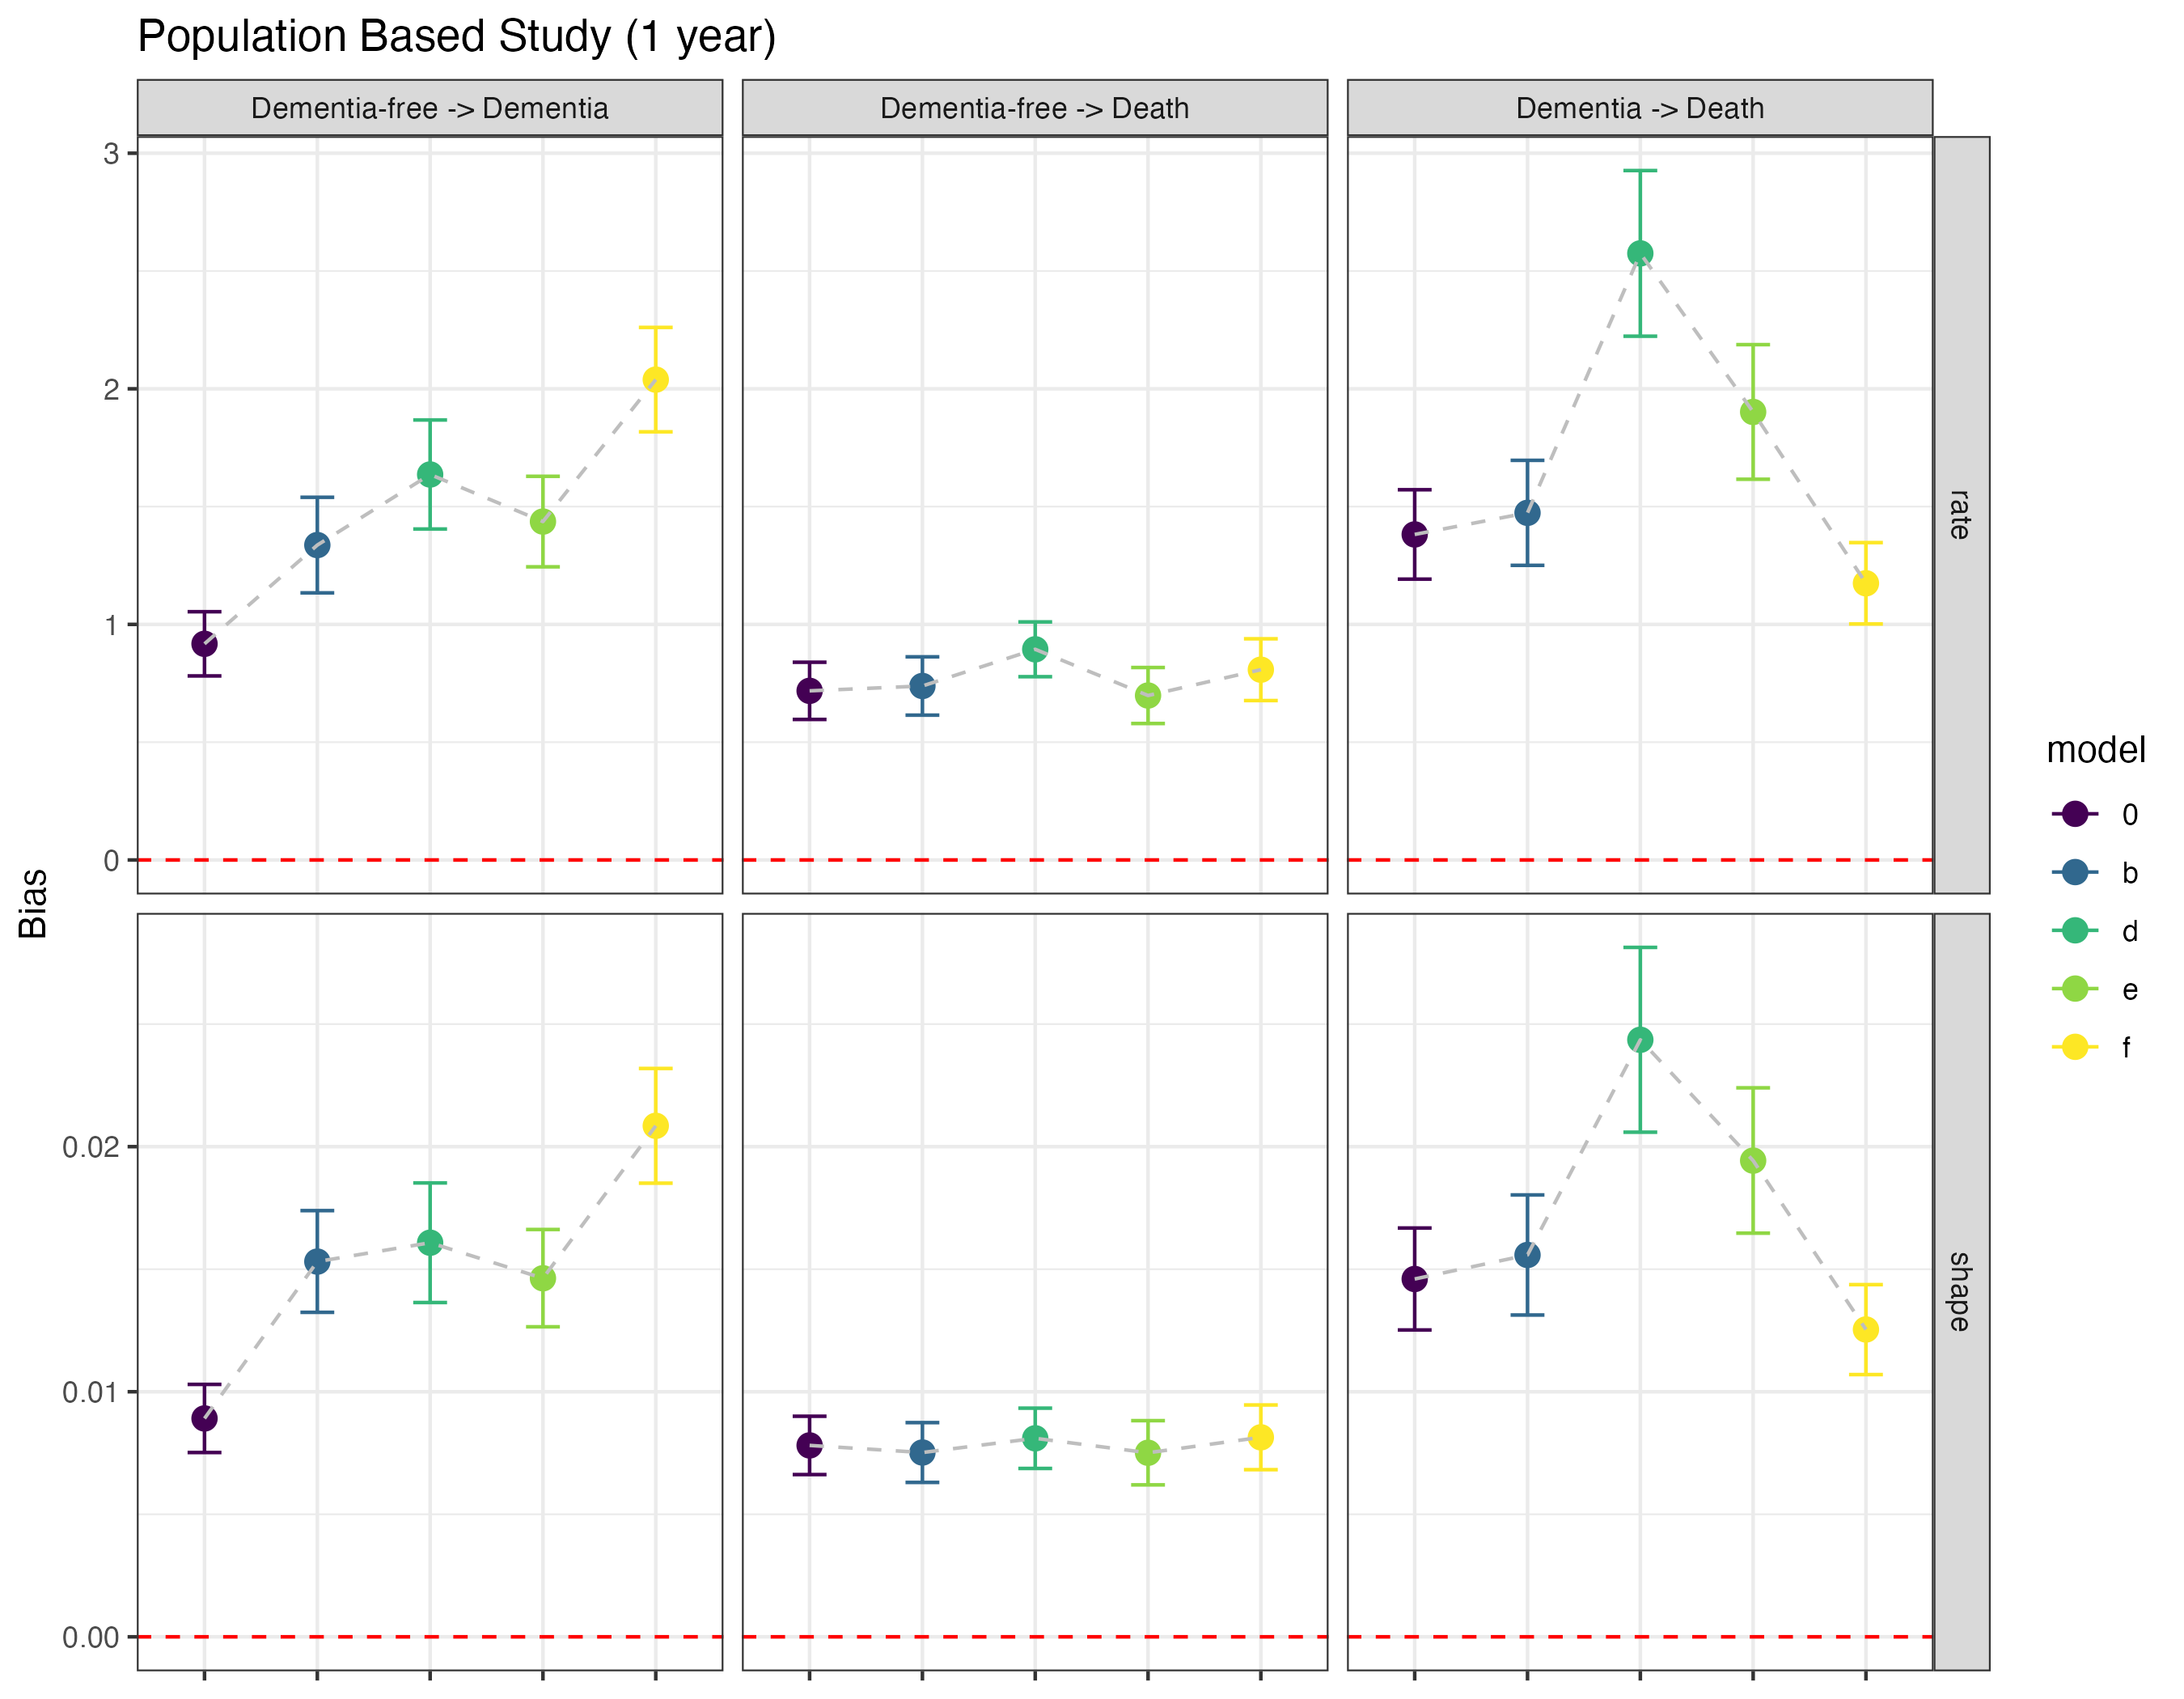 Population Based Study (1 year)
Dementia-free -> Dementia
Dementia-free -> Death
Dementia -> Death
3
2
1
0
rate
Bias
0.02
0.01
0.00
shape
model
0
b
d
e
f